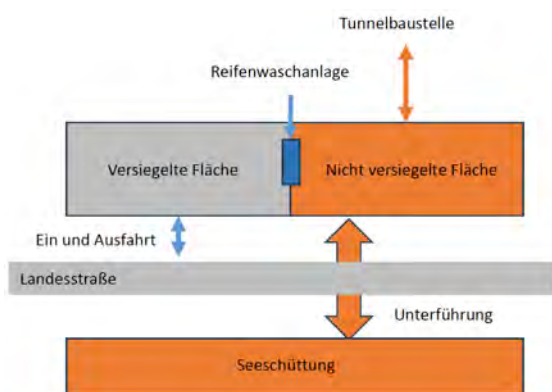 Tunnelbaustelle
Reifenwaschanlage
Versiegelte Fläche
Nicht versiegelte Fläche
Ein und Ausfahrt
Landesstraße
Unterführung
Seeschüttung